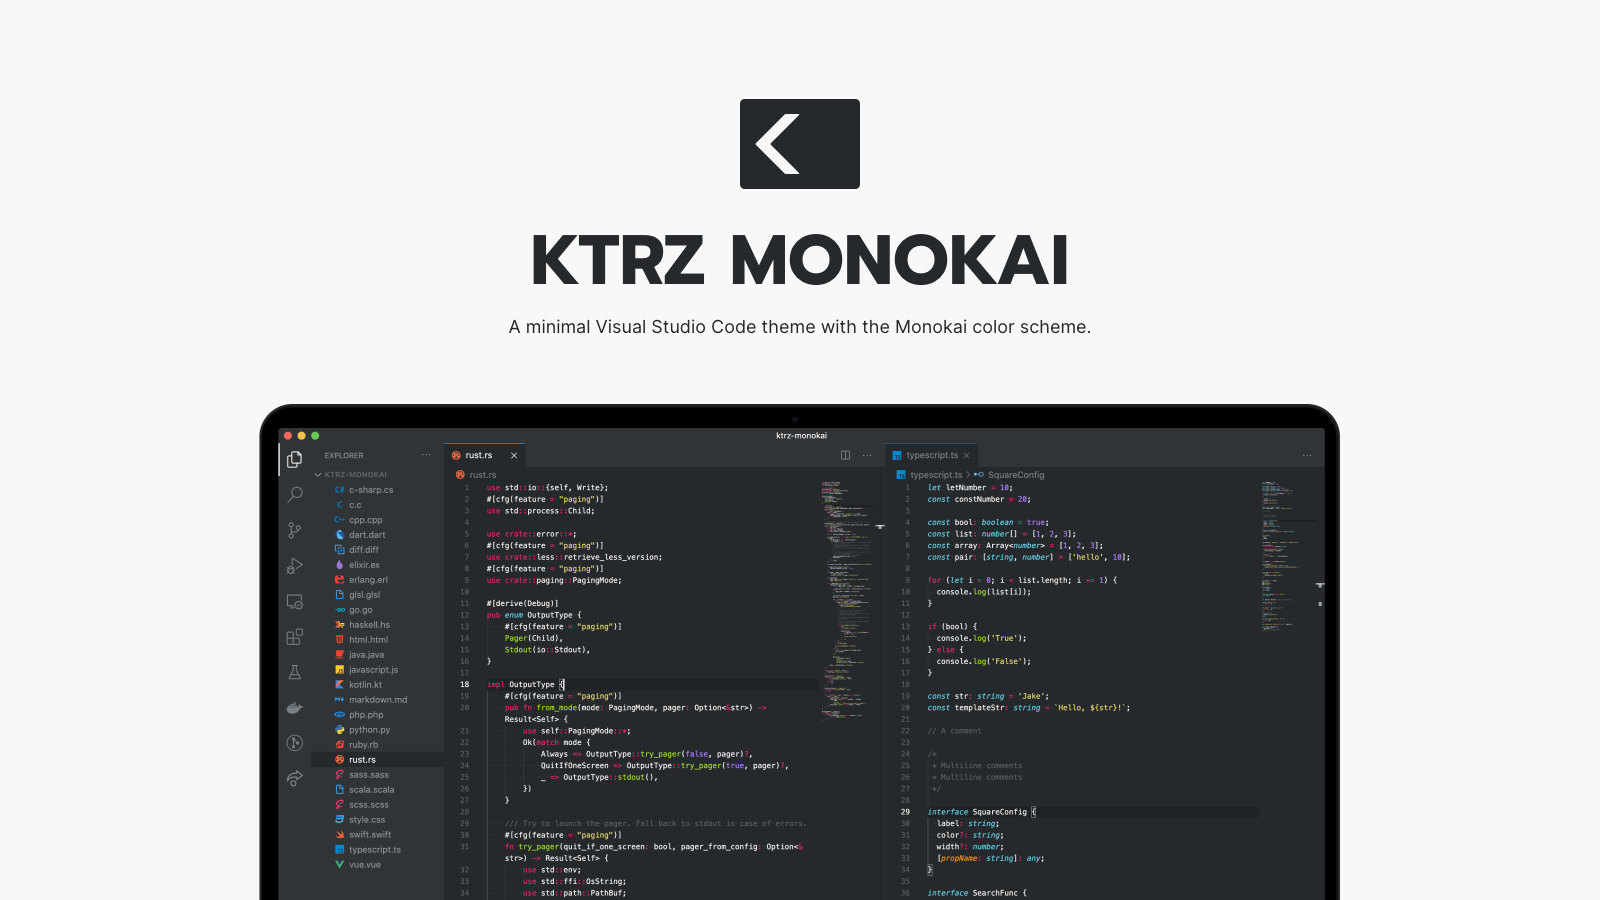 KTRZ MONOKAI
A minimal Visual Studio Code theme with the Monokai color scheme.
ktrz-monokai
EXPLORER
KTRZ-MONOKAI
c-sharp.cs
c.c
cpp.cpp
dart.dart
diff.diff
elixir.ex
erlang.erl
glsl.glsl
go.go
haskell.hs
html.html
java.java
javascript.js
kotlin.kt
markdown.md
php.php
python.py
ruby.rb
rust.rs
sass.sass
scala.scala
scss.scss
style.css
swift.swift
typescript.ts
vue.vue
rust.rs
rust.rs
1 use std::io::{self, Write};
2 #[cfg(feature = "paging")]
3 use std::process::Child;
4
5 use crate::error::*;
6 #[cfg(feature = "paging")]
7 use crate::less::retrieve_less_version;
8 #[cfg(feature = "paging")]
9 use crate::paging::PagingMode;
10
11 #[derive(Debug)]
12 pub enum OutputType {
13 #[cfg(feature = "paging")]
14 Pager(Child),
15 Stdout(io::Stdout),
16 }
17
18 impl OutputType {
19 #[cfg(feature = "paging")]
20 pub fn from_mode(mode: PagingMode, pager: Option<&str>) ->
Result<Self> {
21 use self::PagingMode::*;
22 Ok(match mode {
23 Always => OutputType::try_pager(false, pager)?,
24 QuitIfOneScreen => OutputType::try_pager(true, pager)?,
25 _ => OutputType::stdout(),
26 })
27 }
28
29 /// Try to launch the pager. Fall back to stdout in case of errors.
30 #[cfg(feature = "paging")]
31 fn try_pager(quit_if_one_screen: bool, pager_from_config: Option<&
str>) -> Result<Self> {
32 use std::env;
33 use std::ffi::OsString;
34 use std::path::PathBuf;
typescript.ts
typescript.ts > SquareConfig
1 let letNumber = 10;
2 const constNumber = 20;
3
4 const bool: boolean = true;
5 const list: number[] = [1, 2, 3];
6 const array: Array<number> = [1, 2, 3];
7 const pair: [string, number] = ['hello', 10];
8
9 for (let i = 0; i < list.length; i += 1) {
10 console.log(list[i]);
11 }
12
13 if (bool) {
14 console.log('True');
15 } else {
16 console.log('False');
17 }
18
19 const str: string = 'Jake';
20 const templateStr: string = `Hello, ${str}!`;
21
22 // A comment
23
24 /*
25 * Multiline comments
26 * Multiline comments
27 */
28
29 interface SquareConfig {
30 label: string;
31 color?: string;
32 width?: number;
33 [propName: string]: any;
34 }
35
36 interface SearchFunc {